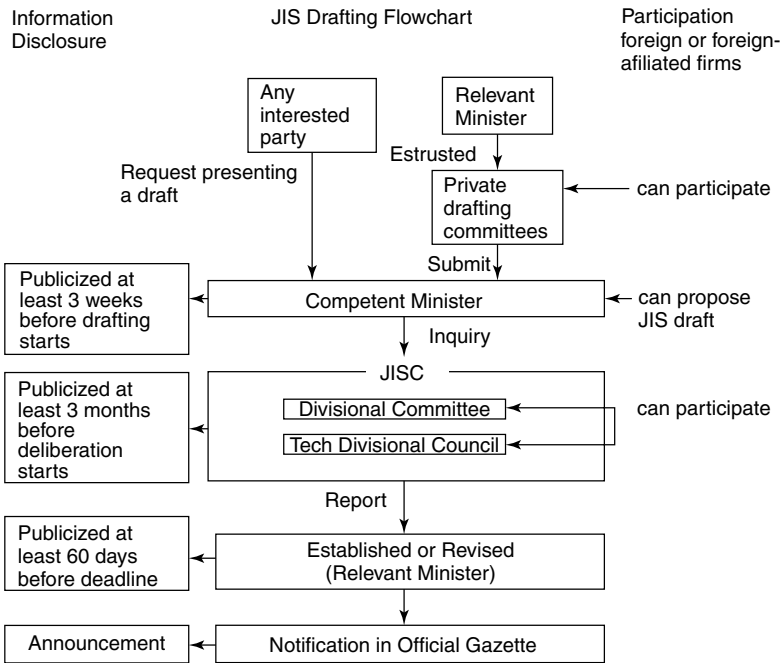 Information
Disclosure
JIS Drafting Flowchart
Participation
foreign or foreign-
afiliated firms
Any
interested
party
Relevant
Minister
Request presenting
a draft
Estrusted
Private
drafting
committees
can participate
Submit
Publicized at
least 3 weeks
before drafting
starts
Competent Minister
can propose
JIS draft
Inquiry
JISC
Publicized at
least 3 months
before
deliberation
starts
Divisional Committee
Tech Divisional Council
can participate
Report
Publicized at
least 60 days
before deadline
Established or Revised
(Relevant Minister)
Announcement
Notification in Official Gazette